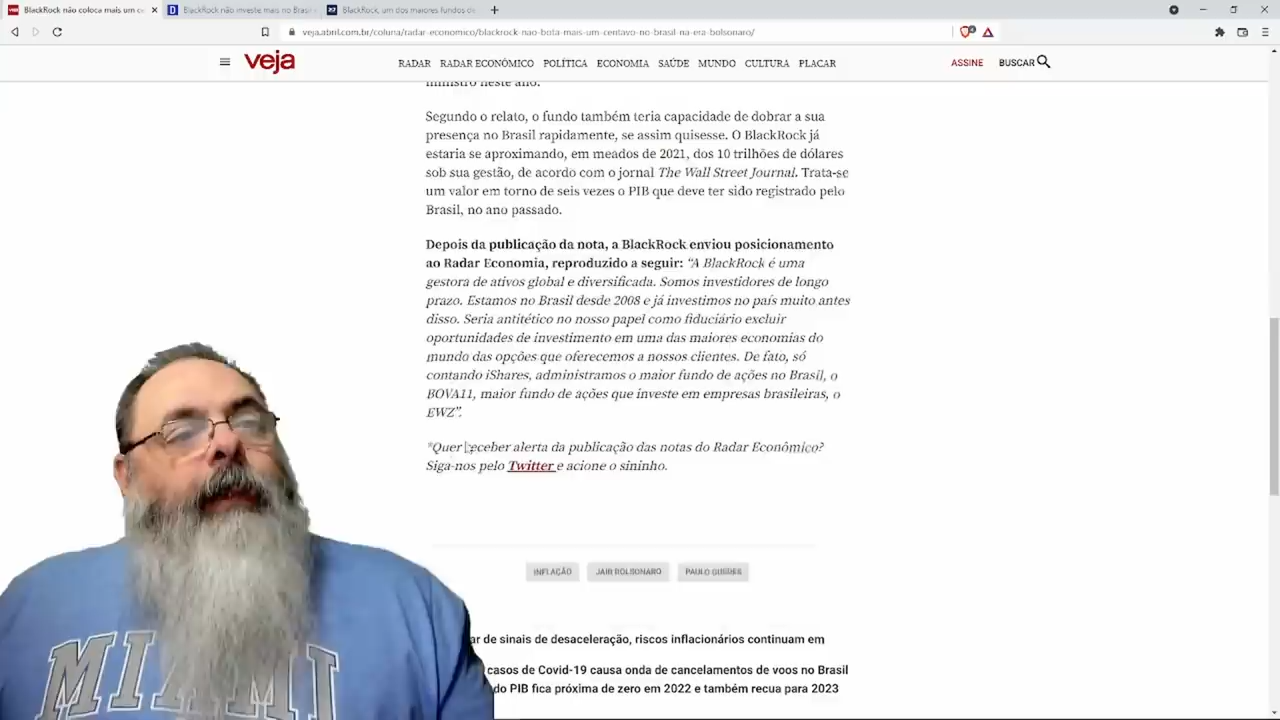 BlackRock não coloca mais um ce
BlackRock não investe mais no Brasil
BlackRock, um dos maiores fundos de
veja.abril.com.br/coluna/radar-economico/blackrock-nao-bota-mais-um-centavo-no-brasil-na-era-bolsonaro/
veja
RADAR RADAR ECONÔMICO POLÍTICA ECONOMIA SAÚDE MUNDO CULTURA PLACAR
ASSINE
BUSCAR
ministro neste ano.
Segundo o relato, o fundo também teria capacidade de dobrar a sua
presença no Brasil rapidamente, se assim quisesse. O BlackRock já
estaria se aproximando, em meados de 2021, dos 10 trilhões de dólares
sob sua gestão, de acordo com o jornal The Wall Street Journal. Trata-se
um valor em torno de seis vezes o PIB que deve ter sido registrado pelo
Brasil, no ano passado.
Depois da publicação da nota, a BlackRock enviou posicionamento
ao Radar Economia, reproduzido a seguir: “A BlackRock é uma
gestora de ativos global e diversificada. Somos investidores de longo
prazo. Estamos no Brasil desde 2008 e já investimos no país muito antes
disso. Seria antitético no nosso papel como fiduciário excluir
oportunidades de investimento em uma das maiores economias do
mundo das opções que oferecemos a nossos clientes. De fato, só
contando iShares, administramos o maior fundo de ações no Brasil, o
BOVA11, maior fundo de ações que investe em empresas brasileiras, o
EWZ”.
*Quer receber alerta da publicação das notas do Radar Econômico?
Siga-nos pelo Twitter e acione o sininho.
INFLAÇÃO JAIR BOLSONARO PAULO GUEDES
ar de sinais de desaceleração, riscos inflacionários continuam em
casos de Covid-19 causa onda de cancelamentos de voos no Brasil
do PIB fica próxima de zero em 2022 e também recua para 2023
MIAMI